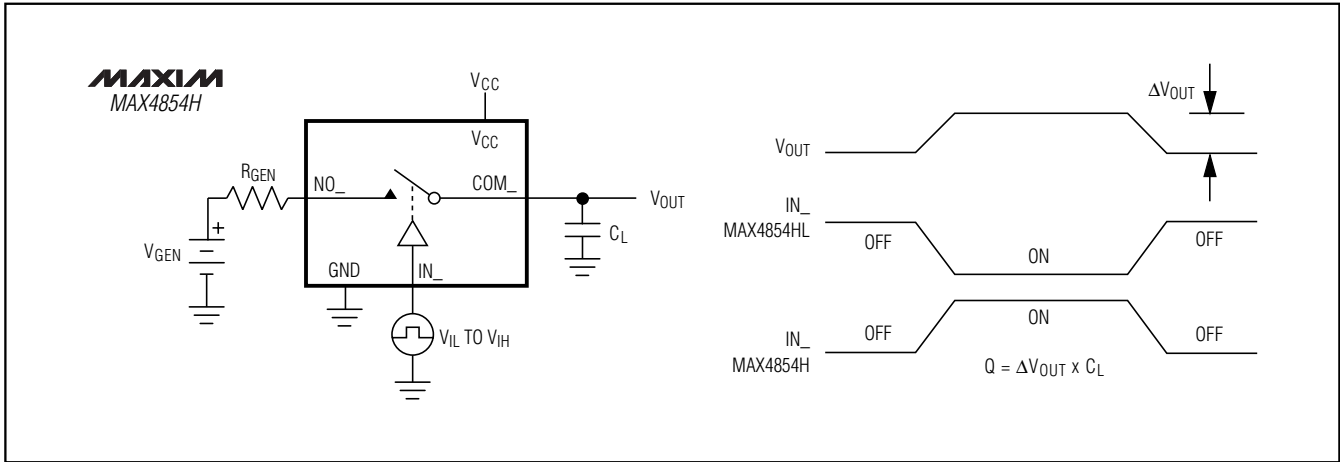 MAXIM
MAX4854H
VCC
VCC
RGEN
NO_
COM_
VOUT
CL
+
VGEN
GND
IN_
VIL TO VIH
ΔVOUT
VOUT
IN_
MAX4854HL
OFF
ON
OFF
IN_
MAX4854H
OFF
ON
OFF
Q = ΔVOUT x CL